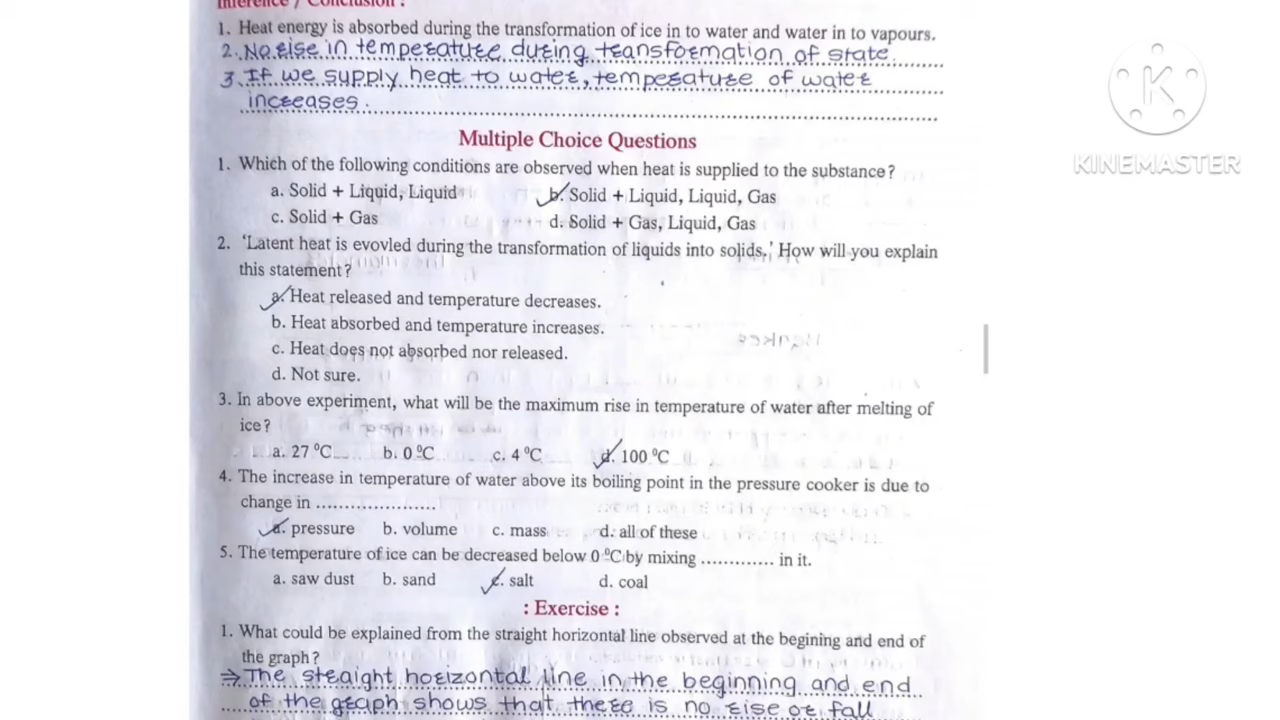 Inference / Conclusion :
1. Heat energy is absorbed during the transformation of ice in to water and water in to vapours.
2. No rise in temperature during transformation of state
3. If we supply heat to water, temperature of water
increases.
Multiple Choice Questions
1. Which of the following conditions are observed when heat is supplied to the substance?
a. Solid + Liquid, Liquid b. Solid + Liquid, Liquid, Gas
c. Solid + Gas d. Solid + Gas, Liquid, Gas
2. 'Latent heat is evovled during the transformation of liquids into solids.' How will you explain
this statement?
a. Heat released and temperature decreases.
b. Heat absorbed and temperature increases.
c. Heat does not absorbed nor released.
d. Not sure.
3. In above experiment, what will be the maximum rise in temperature of water after melting of
ice?
a. 27 ⁰C b. 0 ⁰C c. 4 ⁰C d. 100 ⁰C
4. The increase in temperature of water above its boiling point in the pressure cooker is due to
change in .....................
a. pressure b. volume c. mass d. all of these
5. The temperature of ice can be decreased below 0 ⁰C by mixing ............. in it.
a. saw dust b. sand c. salt d. coal
: Exercise :
1. What could be explained from the straight horizontal line observed at the begining and end of
the graph?
⇒ The straight horizontal line in the beginning and end
of the graph shows that there is no rise or fall
K
KINEMASTER